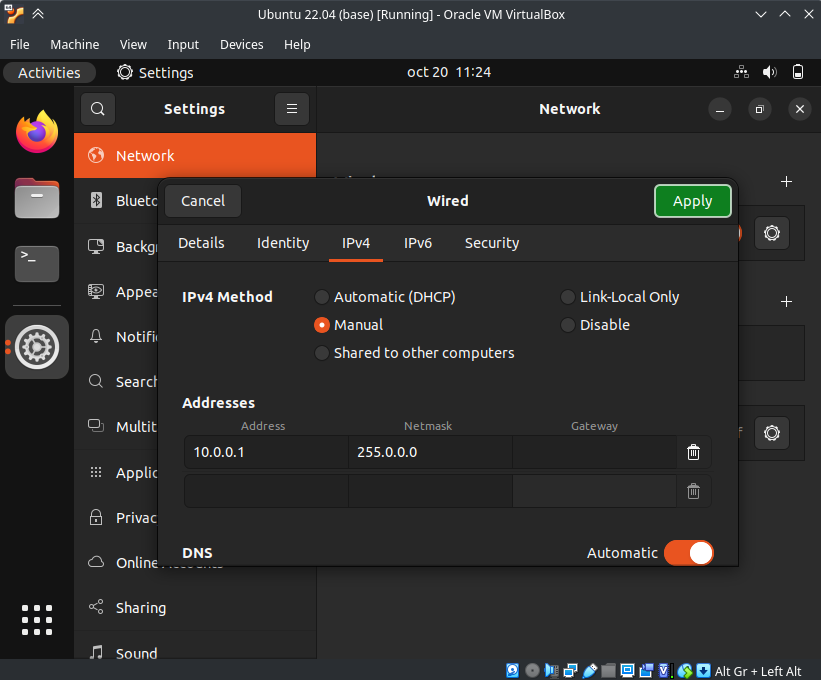 Ubuntu 22.04 (base) [Running] - Oracle VM VirtualBox
File Machine View Input Devices Help
Activities Settings oct 20 11:24
Settings Network
Network
Cancel Wired Apply
Details Identity IPv4 IPv6 Security
IPv4 Method Automatic (DHCP) Link-Local Only
Manual Disable
Shared to other computers
Addresses
Address Netmask Gateway
10.0.0.1 255.0.0.0
DNS Automatic
Blueto
Backg
Appea
Notifi
Search
Multit
Applic
Privac
Online
Sharing
Sound
Alt Gr + Left Alt